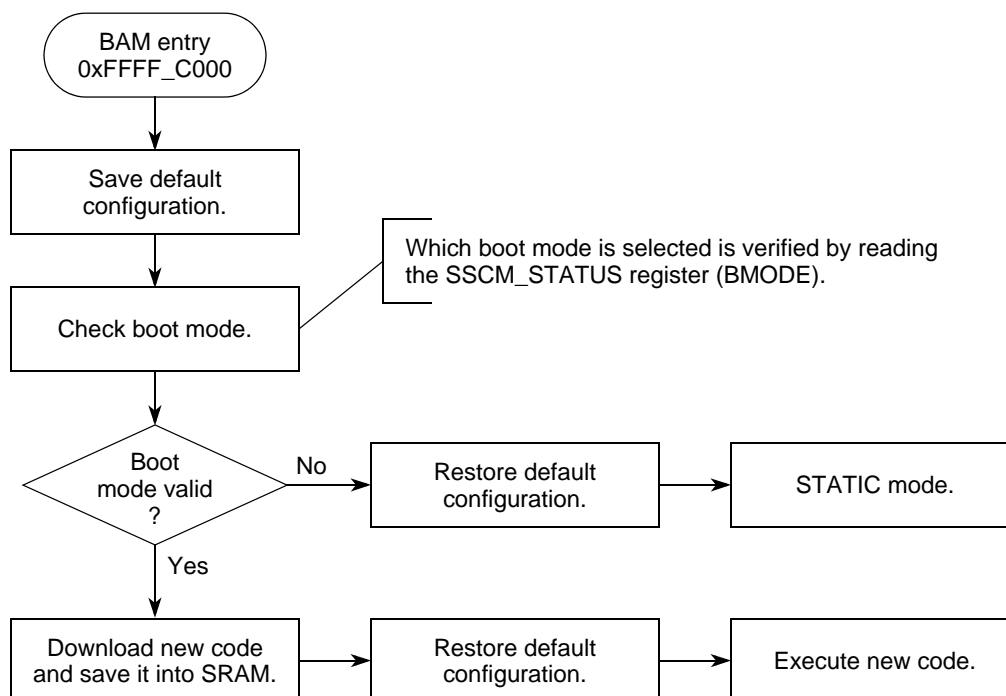 BAM entry
0xFFFF_C000
Save default
configuration.
Which boot mode is selected is verified by reading
the SSCM_STATUS register (BMODE).
Check boot mode.
Boot
mode valid
?
No
Restore default
configuration.
STATIC mode.
Yes
Download new code
and save it into SRAM.
Restore default
configuration.
Execute new code.